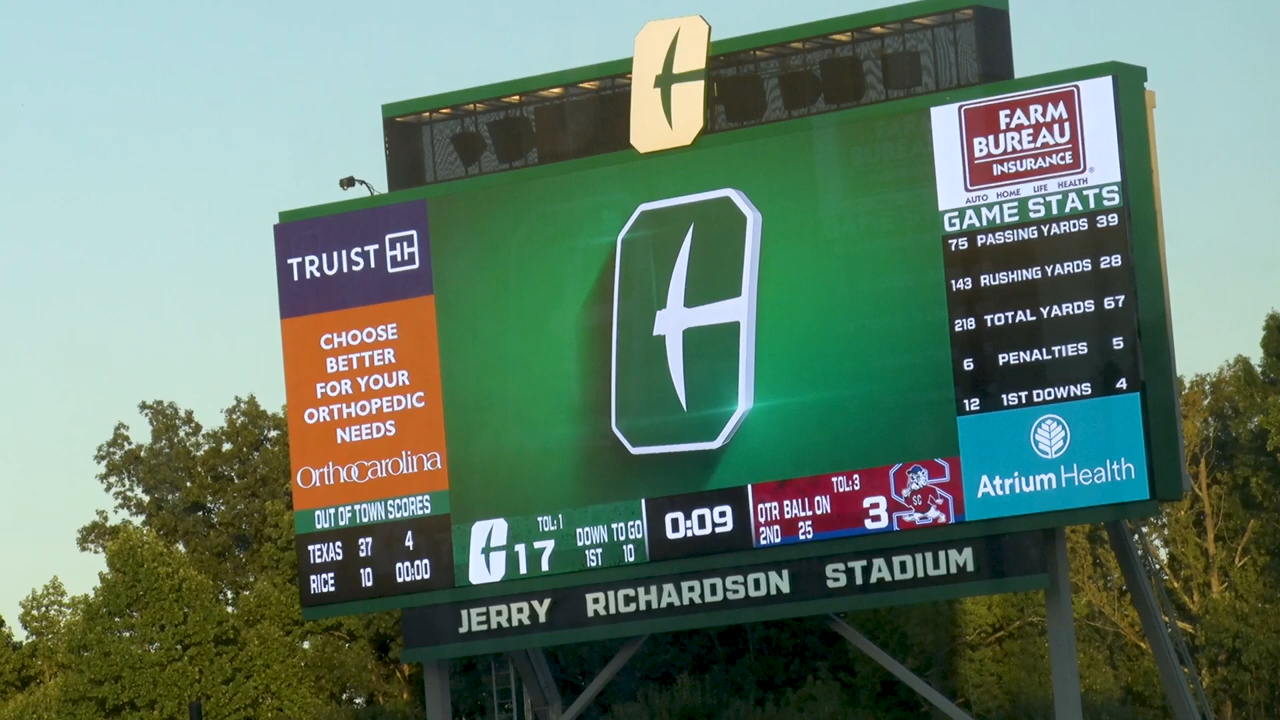 TRUIST
CHOOSE
BETTER
FOR YOUR
ORTHOPEDIC
NEEDS
OrthoCarolina
OUT OF TOWN SCORES
TEXAS 37 4
RICE 10 00:00
TOL: 1
17 DOWN TO GO
1ST 10
0:09
TOL: 3
QTR BALL ON 3
2ND 25
SC
FARM
BUREAU
INSURANCE
AUTO HOME LIFE HEALTH
GAME STATS
75 PASSING YARDS 39
143 RUSHING YARDS 28
218 TOTAL YARDS 67
6 PENALTIES 5
12 1ST DOWNS 4
Atrium Health
JERRY RICHARDSON STADIUM